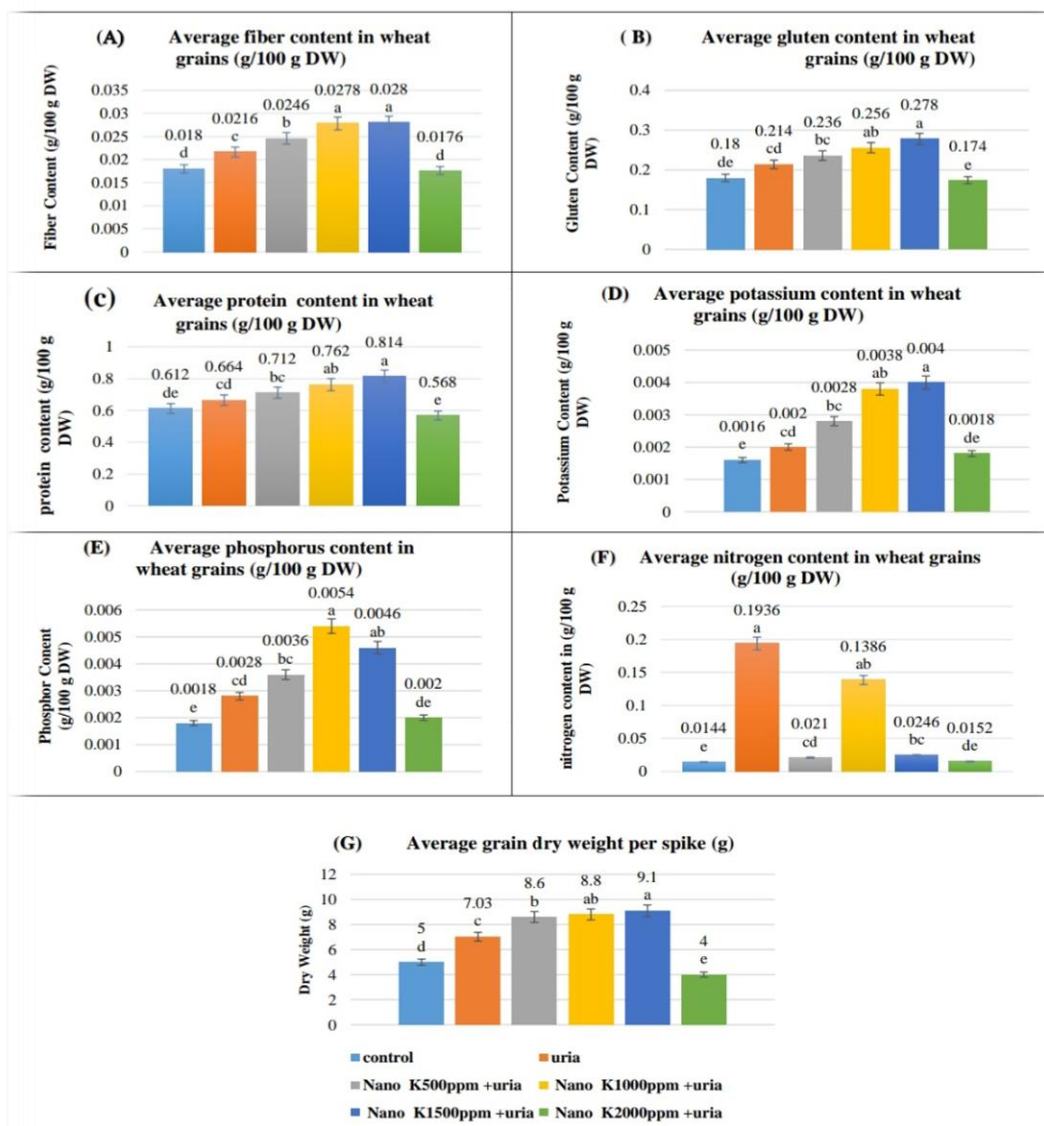 (A) Average fiber content in wheat
grains (g/100 g DW)
Fiber Content (g/100 g DW)
0.035
0.03
0.025
0.02
0.015
0.01
0.005
0
0.018
d
0.0216
c
0.0246
b
0.0278
a
0.028
a
0.0176
d
( B) Average gluten content in wheat
grains (g/100 g DW)
Gluten Content (g/100 g
DW)
0.4
0.3
0.2
0.1
0
0.18
de
0.214
cd
0.236
bc
0.256
ab
0.278
a
0.174
e
(c) Average protein content in wheat
grains (g/100 g DW)
protein content (g/100 g
DW)
1
0.8
0.6
0.4
0.2
0
0.612
de
0.664
cd
0.712
bc
0.762
ab
0.814
a
0.568
e
(D) Average potassium content in wheat
grains (g/100 g DW)
Potassium Content (g/100 g
DW)
0.005
0.004
0.003
0.002
0.001
0
0.0016
e
0.002
cd
0.0028
bc
0.0038
ab
0.004
a
0.0018
de
(E) Average phosphorus content in
wheat grains (g/100 g DW)
Phosphor Conent
(g/100 g DW)
0.006
0.005
0.004
0.003
0.002
0.001
0
0.0018
e
0.0028
cd
0.0036
bc
0.0054
a
0.0046
ab
0.002
de
(F) Average nitrogen content in wheat grains
(g/100 g DW)
nitrogen content in (g/100 g
DW)
0.25
0.2
0.15
0.1
0.05
0
0.0144
e
0.1936
a
0.021
cd
0.1386
ab
0.0246
bc
0.0152
de
(G) Average grain dry weight per spike (g)
Dry Weight (g)
12
10
8
6
4
2
0
5
d
7.03
c
8.6
b
8.8
ab
9.1
a
4
e
control
uria
Nano K500ppm +uria
Nano K1000ppm +uria
Nano K1500ppm +uria
Nano K2000ppm +uria